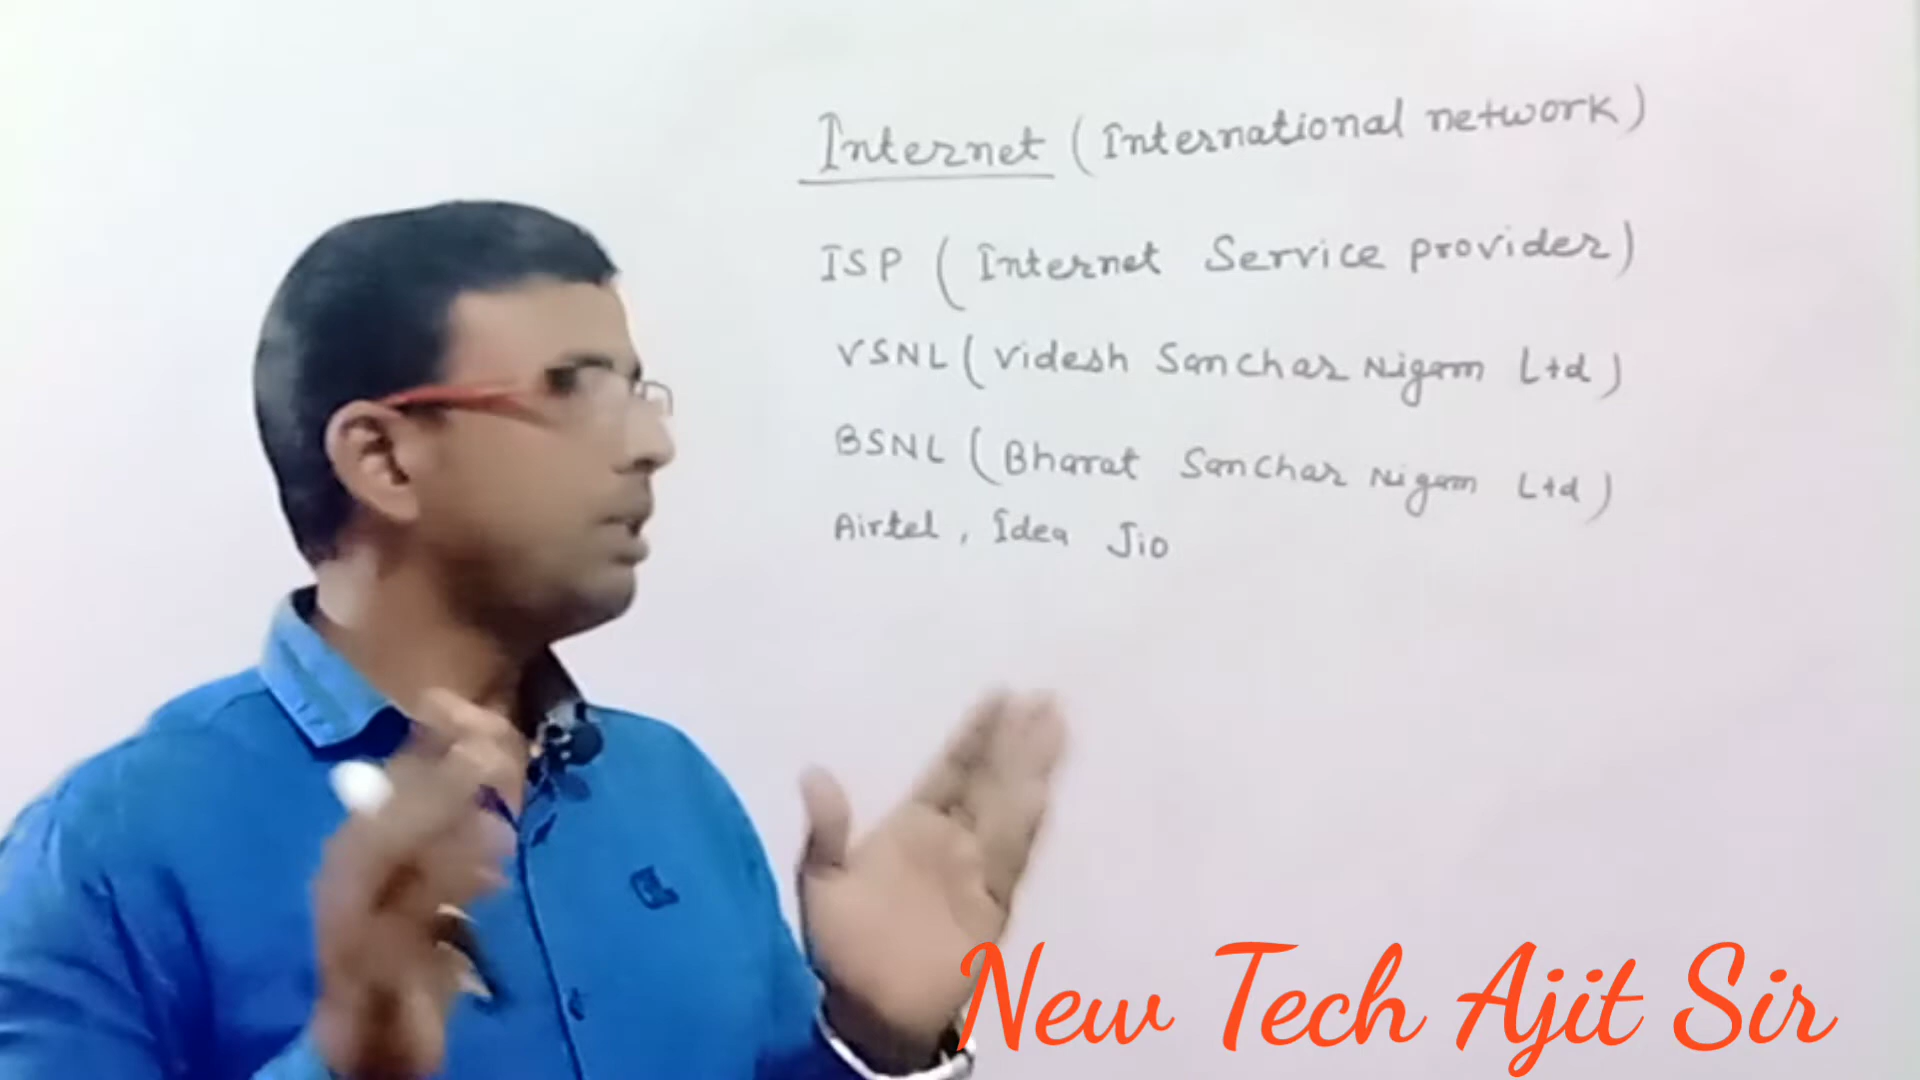 Internet (International network)
ISP (Internet Service provider)
VSNL (Videsh Sanchar Nigam Ltd)
BSNL (Bharat Sanchar Nigam Ltd)
Airtel, Idea Jio
New Tech Ajit Sir